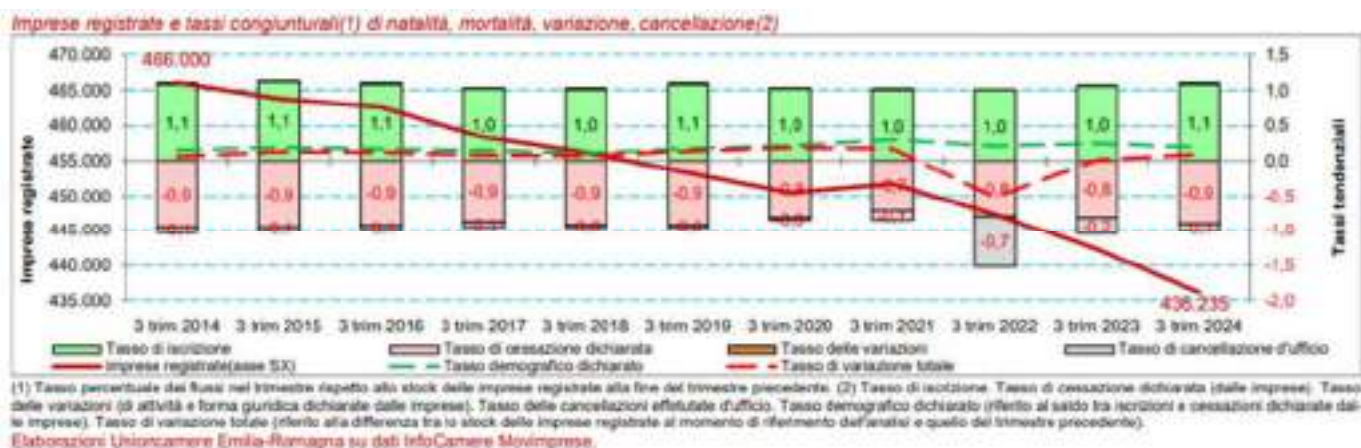 Imprese registrate e tassi congiunturali(1) di natalità, mortalità, variazione, cancellazione(2)
470.000
465.000
460.000
455.000
450.000
445.000
440.000
435.000
Imprese registrate
466.000
1,1 1,1 1,1 1,0 1,0 1,1 1,0 1,0 1,0 1,0 1,1
-0,9 -0,9 -0,9 -0,9 -0,9 -0,9 -0,8 -0,8 -0,9
-0,7
436.235
1,5
1,0
0,5
0,0
-0,5
-1,0
-1,5
-2,0
Tassi tendenziali
3 trim 2014 3 trim 2015 3 trim 2016 3 trim 2017 3 trim 2018 3 trim 2019 3 trim 2020 3 trim 2021 3 trim 2022 3 trim 2023 3 trim 2024
Tasso di iscrizione Tasso di cessazione dichiarata Tasso delle variazioni Tasso di cancellazione d'ufficio
Imprese registrate(asse SX) Tasso demografico dichiarato Tasso di variazione totale
(1) Tasso percentuale dei flussi nel trimestre rispetto allo stock delle imprese registrate alla fine del trimestre precedente. (2) Tasso di iscrizione. Tasso di cessazione dichiarata (dalle imprese). Tasso
delle variazioni (di attività e forma giuridica dichiarate dalle imprese). Tasso delle cancellazioni effettuate d'ufficio. Tasso demografico dichiarato (riferito al saldo tra iscrizioni e cessazioni dichiarate dal-
le imprese). Tasso di variazione totale (riferito alla differenza tra lo stock delle imprese registrate al momento di riferimento dell'analisi e quello del trimestre precedente).
Elaborazioni Unioncamere Emilia-Romagna su dati InfoCamere Movimprese.